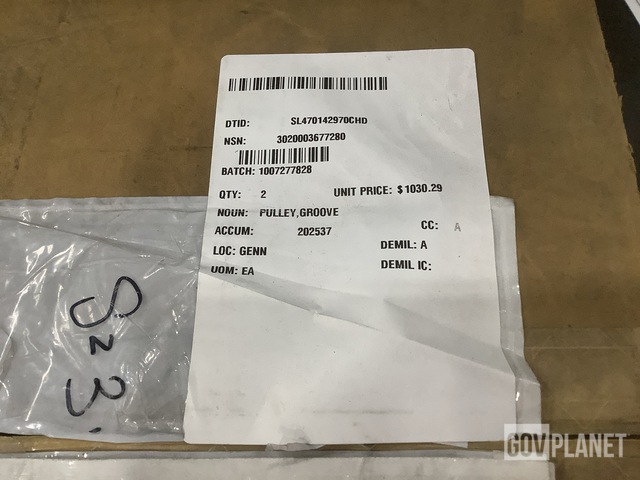 DTID: SL470142970CHD
NSN: 3020003677280
BATCH: 1007277828
QTY: 2 UNIT PRICE: $1030.29
NOUN: PULLEY,GROOVE
ACCUM: 202537 CC: A
LOC: GENN DEMIL: A
UOM: EA DEMIL IC:
GOVPLANET